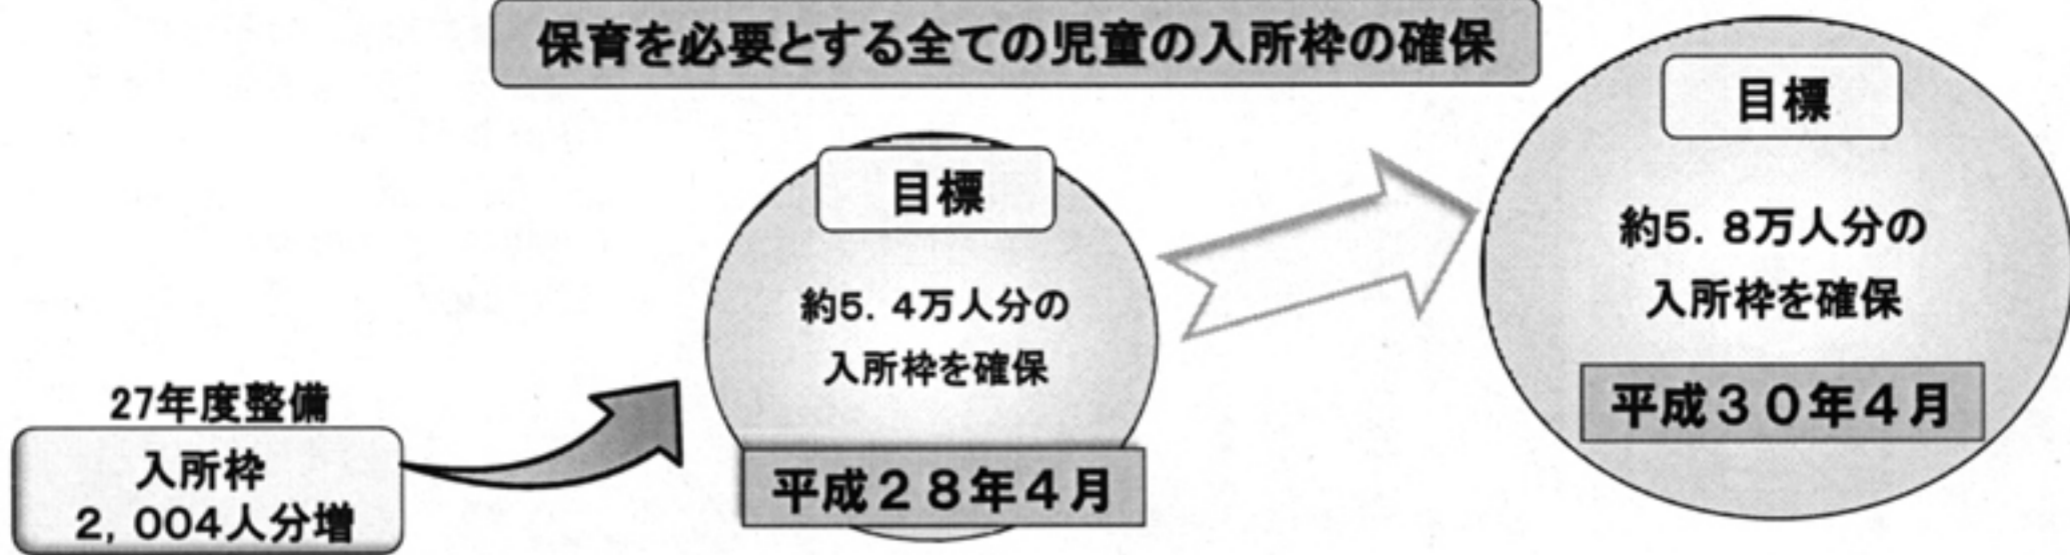 保育を必要とする全ての児童の入所枠の確保
27年度整備
入所枠
2，004人分増
目標
約5．4万人分の
入所枠を確保
平成２８年４月
目標
約5．8万人分の
入所枠を確保
平成３０年４月